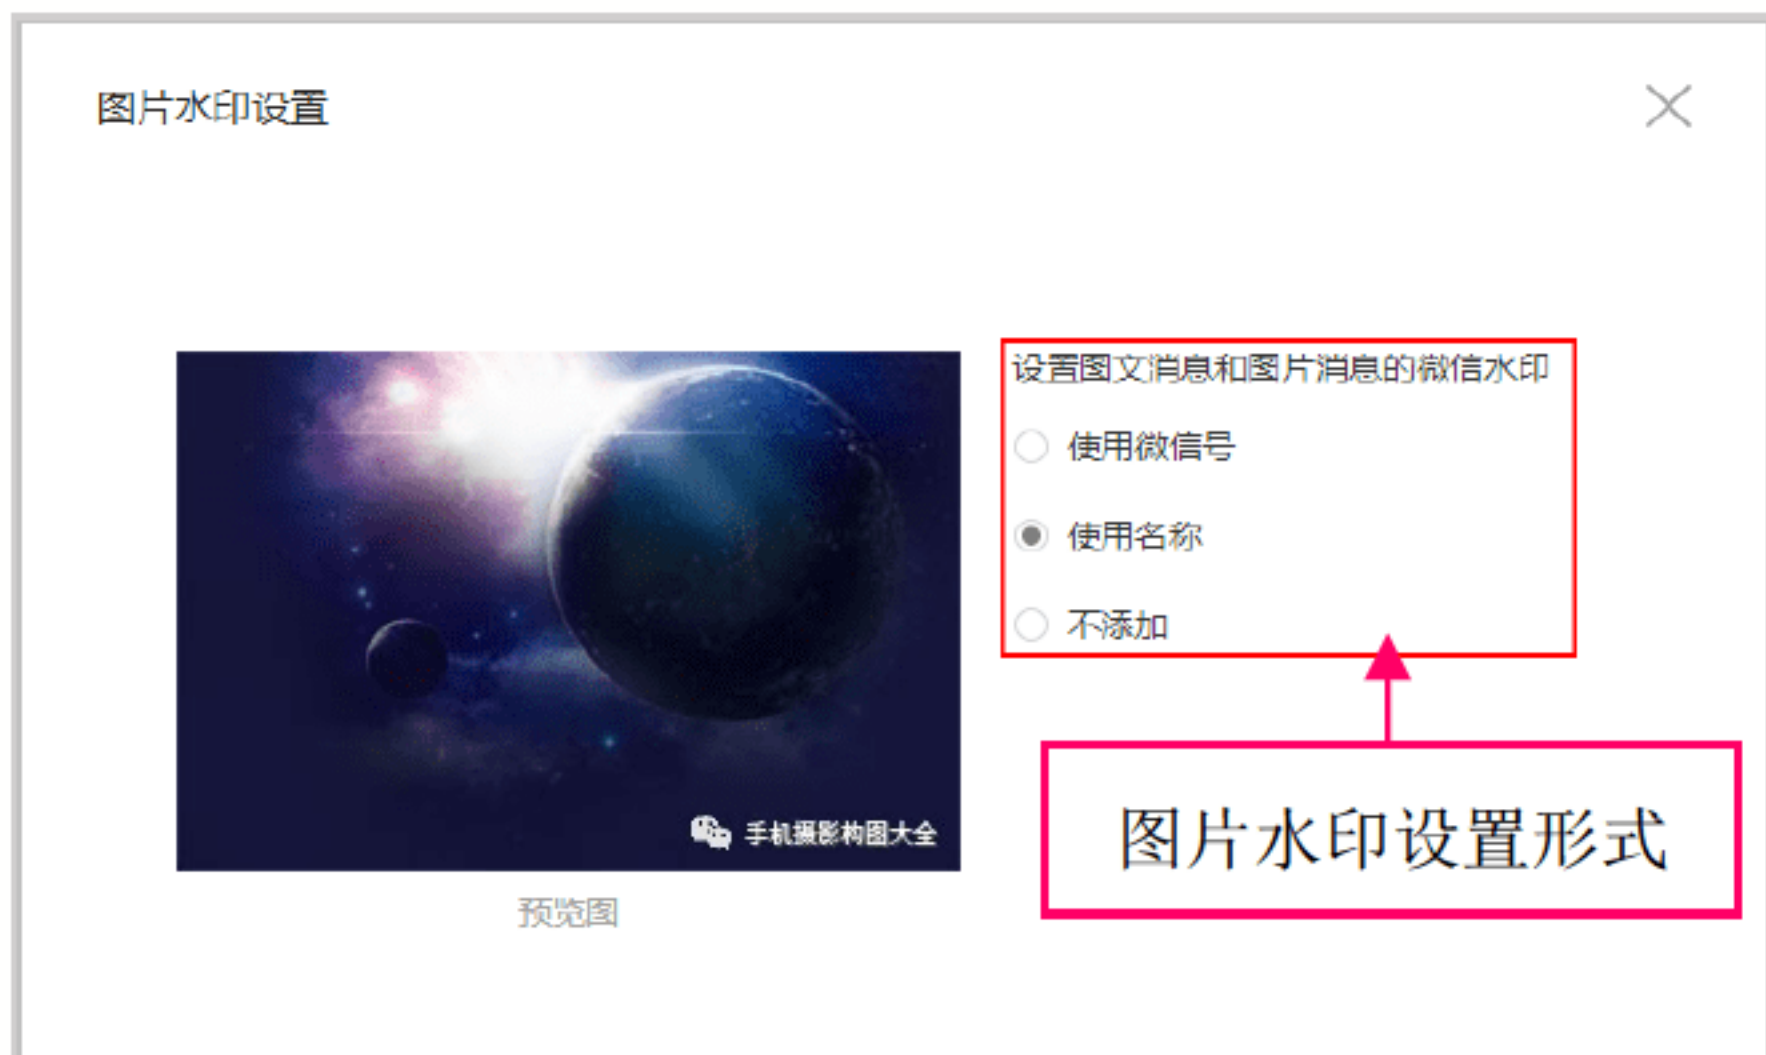 图片水印设置
设置图文消息和图片消息的微信水印
使用微信号
使用名称
不添加
手机摄影构图大全
预览图
图片水印设置形式